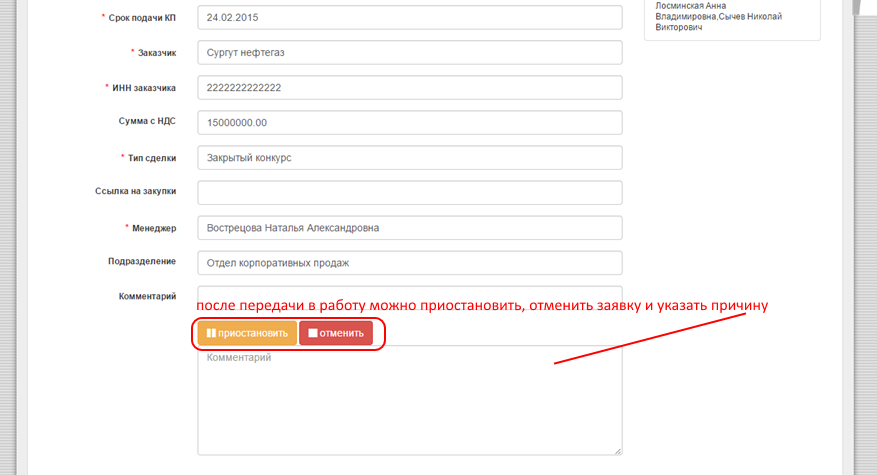 * Срок подачи КП 24.02.2015
Лосминская Анна
Владимировна,Сычев Николай
Викторович
* Заказчик Сургут нефтегаз
* ИНН заказчика 2222222222222
Сумма с НДС 15000000.00
* Тип сделки Закрытый конкурс
Ссылка на закупки
* Менеджер Вострецова Наталья Александровна
Подразделение Отдел корпоративных продаж
Комментарий
после передачи в работу можно приостановить, отменить заявку и указать причину
приостановить отменить
Комментарий